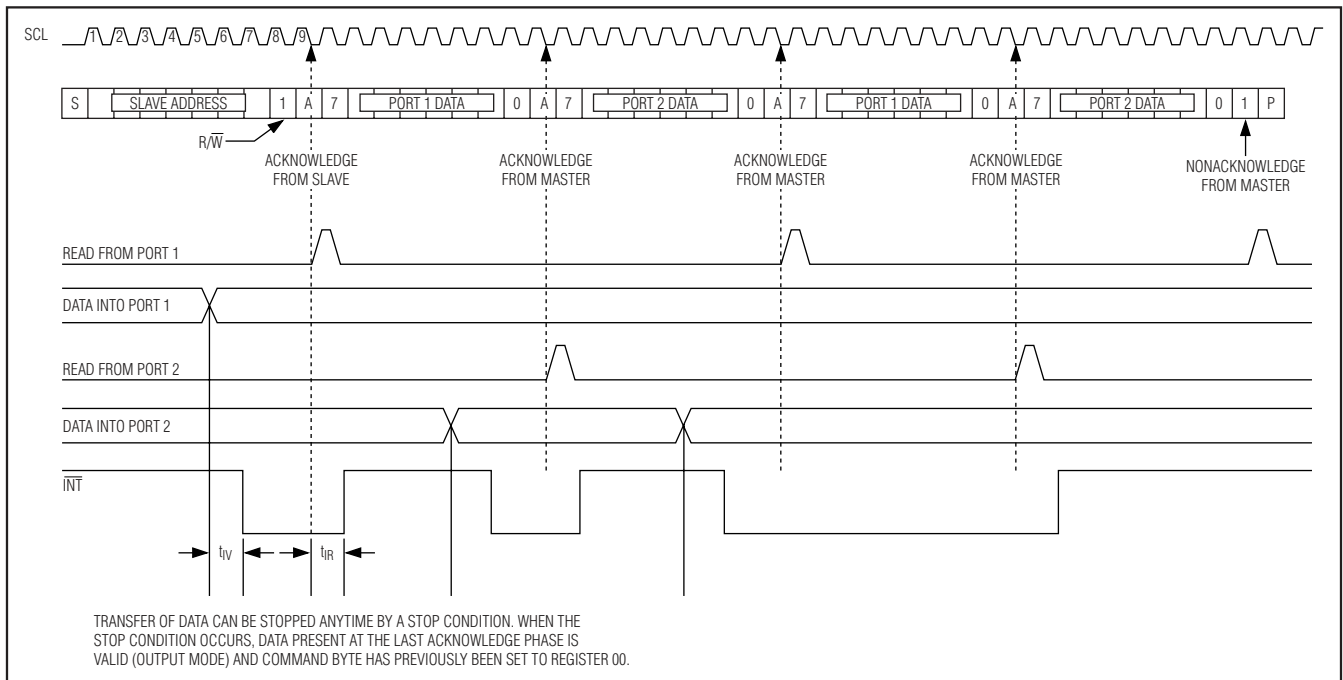 SCL 1 2 3 4 5 6 7 8 9
S SLAVE ADDRESS 1 A 7 PORT 1 DATA 0 A 7 PORT 2 DATA 0 A 7 PORT 1 DATA 0 A 7 PORT 2 DATA 0 1 P
R/W̅
ACKNOWLEDGE
FROM SLAVE
ACKNOWLEDGE
FROM MASTER
ACKNOWLEDGE
FROM MASTER
ACKNOWLEDGE
FROM MASTER
NONACKNOWLEDGE
FROM MASTER
READ FROM PORT 1
DATA INTO PORT 1
READ FROM PORT 2
DATA INTO PORT 2
I̅N̅T̅
tIV tIR
TRANSFER OF DATA CAN BE STOPPED ANYTIME BY A STOP CONDITION. WHEN THE
STOP CONDITION OCCURS, DATA PRESENT AT THE LAST ACKNOWLEDGE PHASE IS
VALID (OUTPUT MODE) AND COMMAND BYTE HAS PREVIOUSLY BEEN SET TO REGISTER 00.